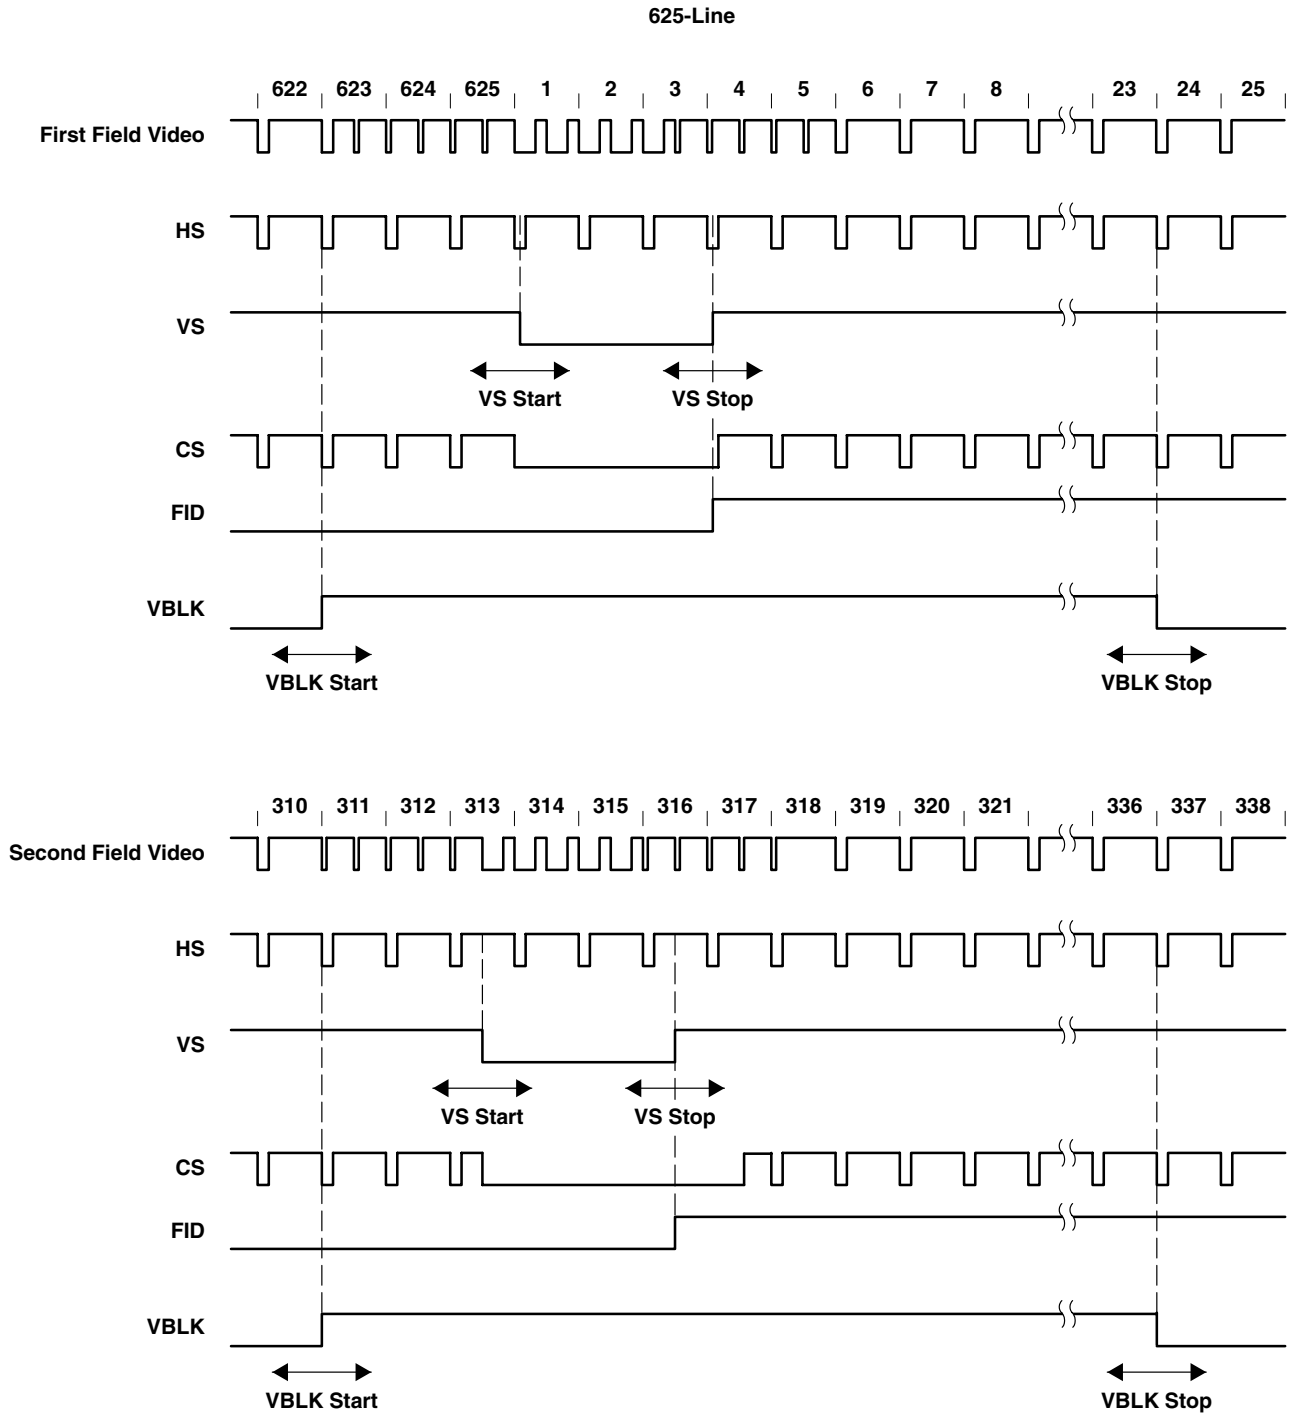 625-Line
622 623 624 625 1 2 3 4 5 6 7 8 23 24 25
First Field Video
HS
VS
VS Start VS Stop
CS
FID
VBLK
VBLK Start VBLK Stop
310 311 312 313 314 315 316 317 318 319 320 321 336 337 338
Second Field Video
HS
VS
VS Start VS Stop
CS
FID
VBLK
VBLK Start VBLK Stop